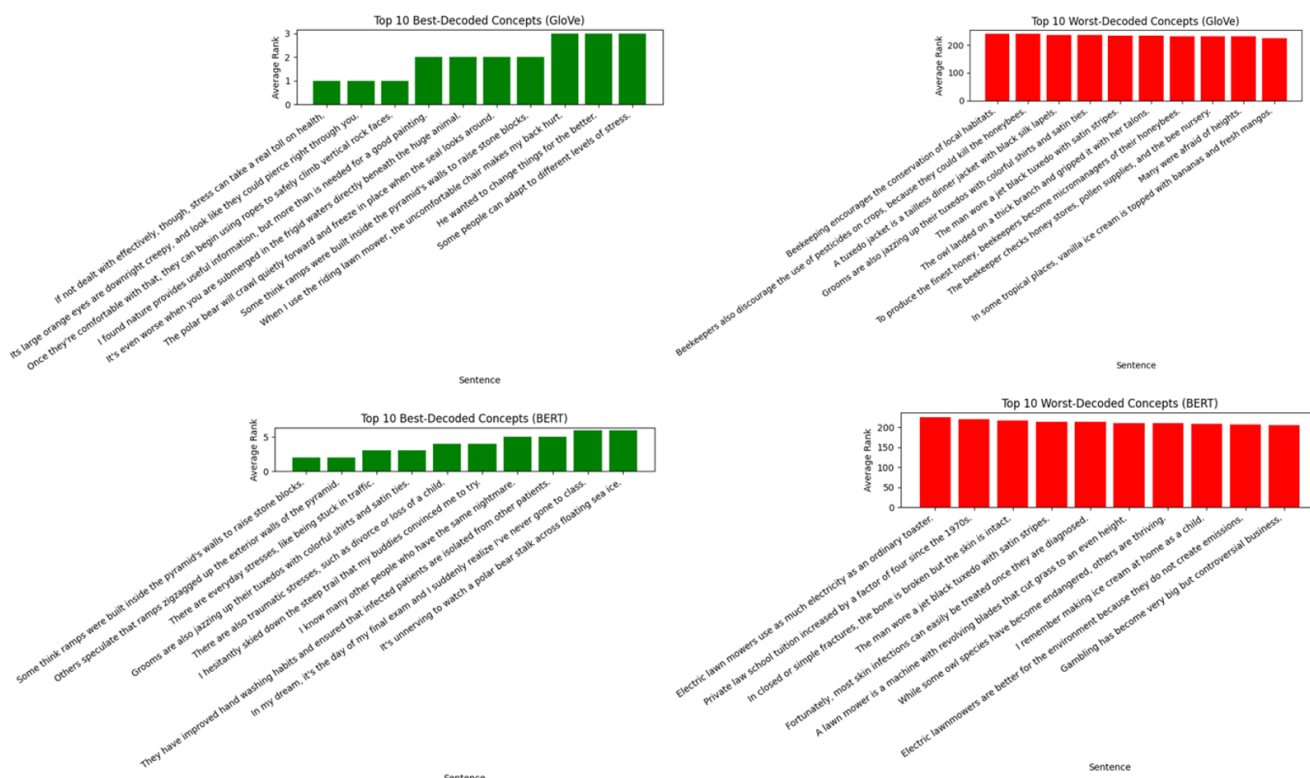 Top 10 Best-Decoded Concepts (GloVe)
Average Rank
3
2
1
0
If not dealt with effectively, though, stress can take a real toll on health.
Its large orange eyes are downright creepy, and look like they could pierce right through you.
Once they're comfortable with that, they can begin using ropes to safely climb vertical rock faces.
I found nature provides useful information, but more than is needed for a good painting.
It's even worse when you are submerged in the frigid waters directly beneath the huge animal.
The polar bear will crawl quietly forward and freeze in place when the seal looks around.
Some think ramps were built inside the pyramid's walls to raise stone blocks.
When I use the riding lawn mower, the uncomfortable chair makes my back hurt.
He wanted to change things for the better.
Some people can adapt to different levels of stress.
Sentence
Top 10 Worst-Decoded Concepts (GloVe)
Average Rank
200
100
0
Beekeeping encourages the conservation of local habitats.
Beekeepers also discourage the use of pesticides on crops, because they could kill the honeybees.
A tuxedo jacket is a tailless dinner jacket with black silk lapels.
Grooms are also jazzing up their tuxedos with colorful shirts and satin ties.
The man wore a jet black tuxedo with satin stripes.
The owl landed on a thick branch and gripped it with her talons.
To produce the finest honey, beekeepers become micromanagers of their honeybees.
The beekeeper checks honey stores, pollen supplies, and the bee nursery.
Many were afraid of heights.
In some tropical places, vanilla ice cream is topped with bananas and fresh mangos.
Sentence
Top 10 Best-Decoded Concepts (BERT)
Average Rank
5
0
Some think ramps were built inside the pyramid's walls to raise stone blocks.
Others speculate that ramps zigzagged up the exterior walls of the pyramid.
There are everyday stresses, like being stuck in traffic.
Grooms are also jazzing up their tuxedos with colorful shirts and satin ties.
There are also traumatic stresses, such as divorce or loss of a child.
I hesitantly skied down the steep trail that my buddies convinced me to try.
I know many other people who have the same nightmare.
They have improved hand washing habits and ensured that infected patients are isolated from other patients.
In my dream, it's the day of my final exam and I suddenly realize I've never gone to class.
It's unnerving to watch a polar bear stalk across floating sea ice.
Sentence
Top 10 Worst-Decoded Concepts (BERT)
Average Rank
200
150
100
50
0
Electric lawn mowers use as much electricity as an ordinary toaster.
Private law school tuition increased by a factor of four since the 1970s.
In closed or simple fractures, the bone is broken but the skin is intact.
The man wore a jet black tuxedo with satin stripes.
Fortunately, most skin infections can easily be treated once they are diagnosed.
A lawn mower is a machine with revolving blades that cut grass to an even height.
While some owl species have become endangered, others are thriving.
I remember making ice cream at home as a child.
Electric lawnmowers are better for the environment because they do not create emissions.
Gambling has become very big but controversial business.
Sentence